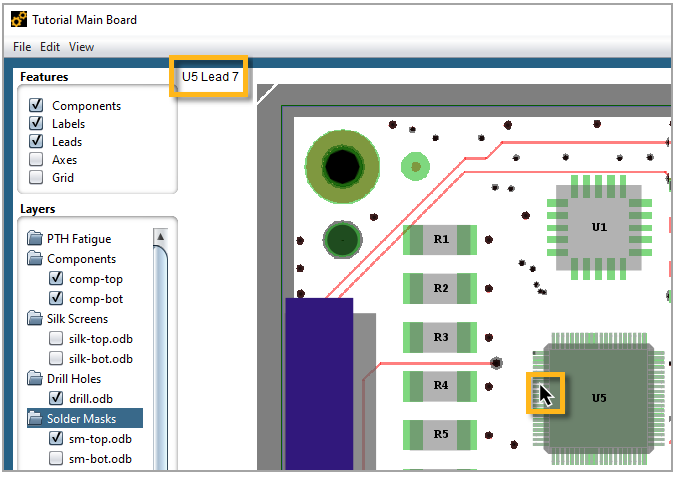 Tutorial Main Board
File Edit View
Features
U5 Lead 7
Components
Labels
Leads
Axes
Grid
Layers
PTH Fatigue
Components
comp-top
comp-bot
Silk Screens
silk-top.odb
silk-bot.odb
Drill Holes
drill.odb
Solder Masks
sm-top.odb
sm-bot.odb
R1
R2
R3
R4
R5
U1
U5